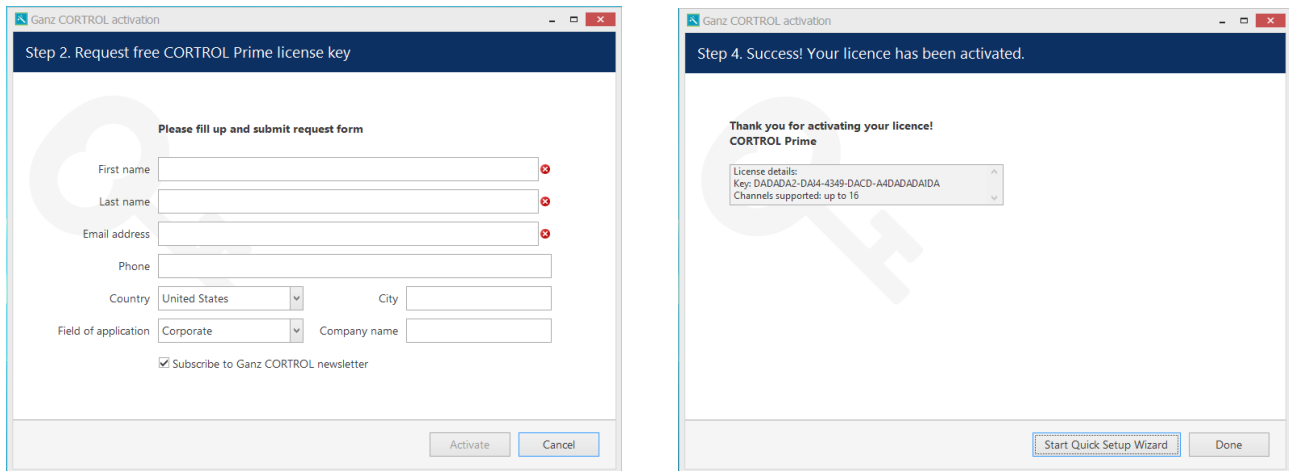 Ganz CORTROL activation
Step 2. Request free CORTROL Prime license key
Please fill up and submit request form
First name
Last name
Email address
Phone
Country United States City
Field of application Corporate Company name
Subscribe to Ganz CORTROL newsletter
Activate Cancel
Ganz CORTROL activation
Step 4. Success! Your licence has been activated.
Thank you for activating your licence!
CORTROL Prime
License details:
Key: DADADA2-DAI4-4349-DACD-A4DADADAIDA
Channels supported: up to 16
Start Quick Setup Wizard Done